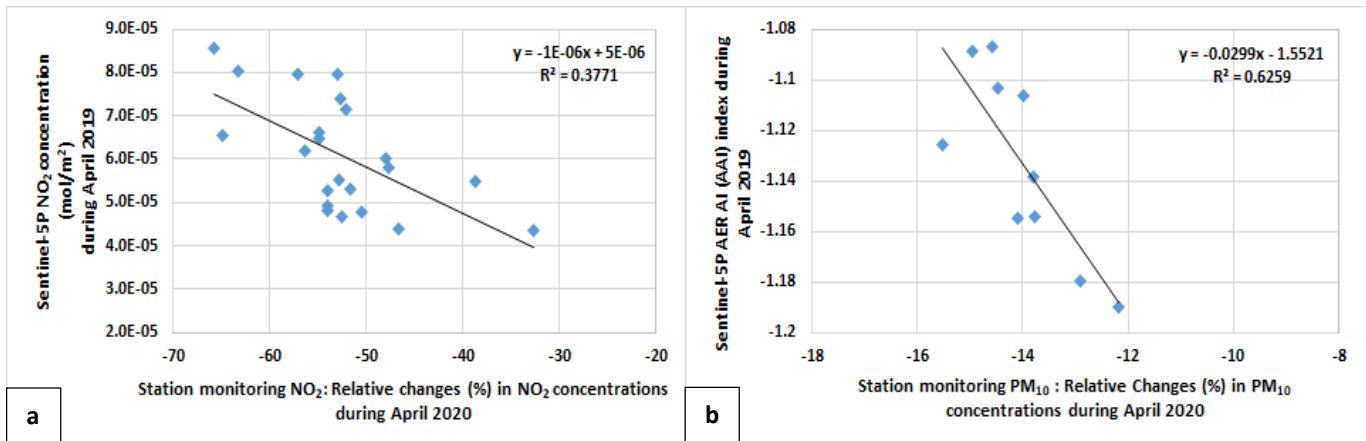 9.0E-05
8.0E-05
7.0E-05
6.0E-05
5.0E-05
4.0E-05
3.0E-05
2.0E-05
-70
-60
-50
-40
-30
-20
y = -1E-06x + 5E-06
R² = 0.3771
Sentinel-5P NO₂ concentration
(mol/m²)
during April 2019
Station monitoring NO₂: Relative changes (%) in NO₂ concentrations
during April 2020
a
-1.08
-1.1
-1.12
-1.14
-1.16
-1.18
-1.2
-18
-16
-14
-12
-10
-8
y = -0.0299x - 1.5521
R² = 0.6259
Sentinel-5P AER AI (AAI) index during
April 2019
Station monitoring PM₁₀ : Relative Changes (%) in PM₁₀
concentrations during April 2020
b